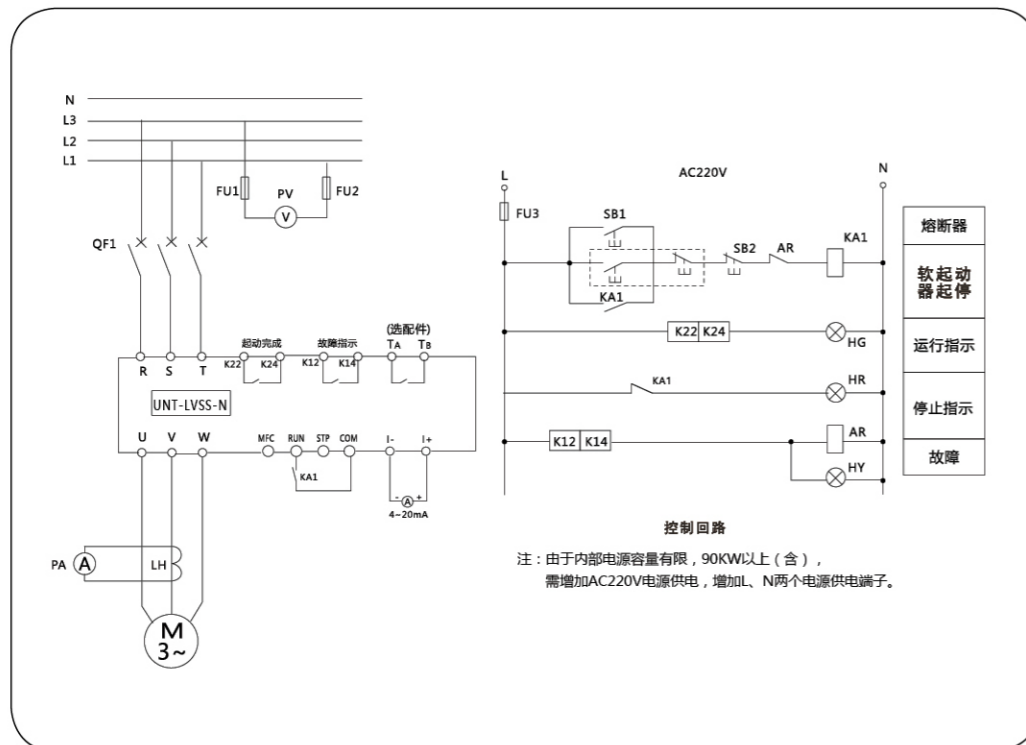 N
L3
L2
L1
FU1
PV
V
FU2
QF1
(选配件)
起动完成
故障指示
TA
TB
K22
K24
K12
K14
R
S
T
UNT-LVSS-N
U
V
W
MFC
RUN
STP
COM
I-
I+
KA1
-
A
+
4~20mA
PA
A
LH
M
3~
L
AC220V
N
FU3
SB1
SB2
AR
KA1
KA1
K22
K24
HG
KA1
HR
K12
K14
AR
HY
熔断器
软起动
器起停
运行指示
停止指示
故障
控制回路
注：由于内部电源容量有限，90KW以上（含），
需增加AC220V电源供电，增加L、N两个电源供电端子。